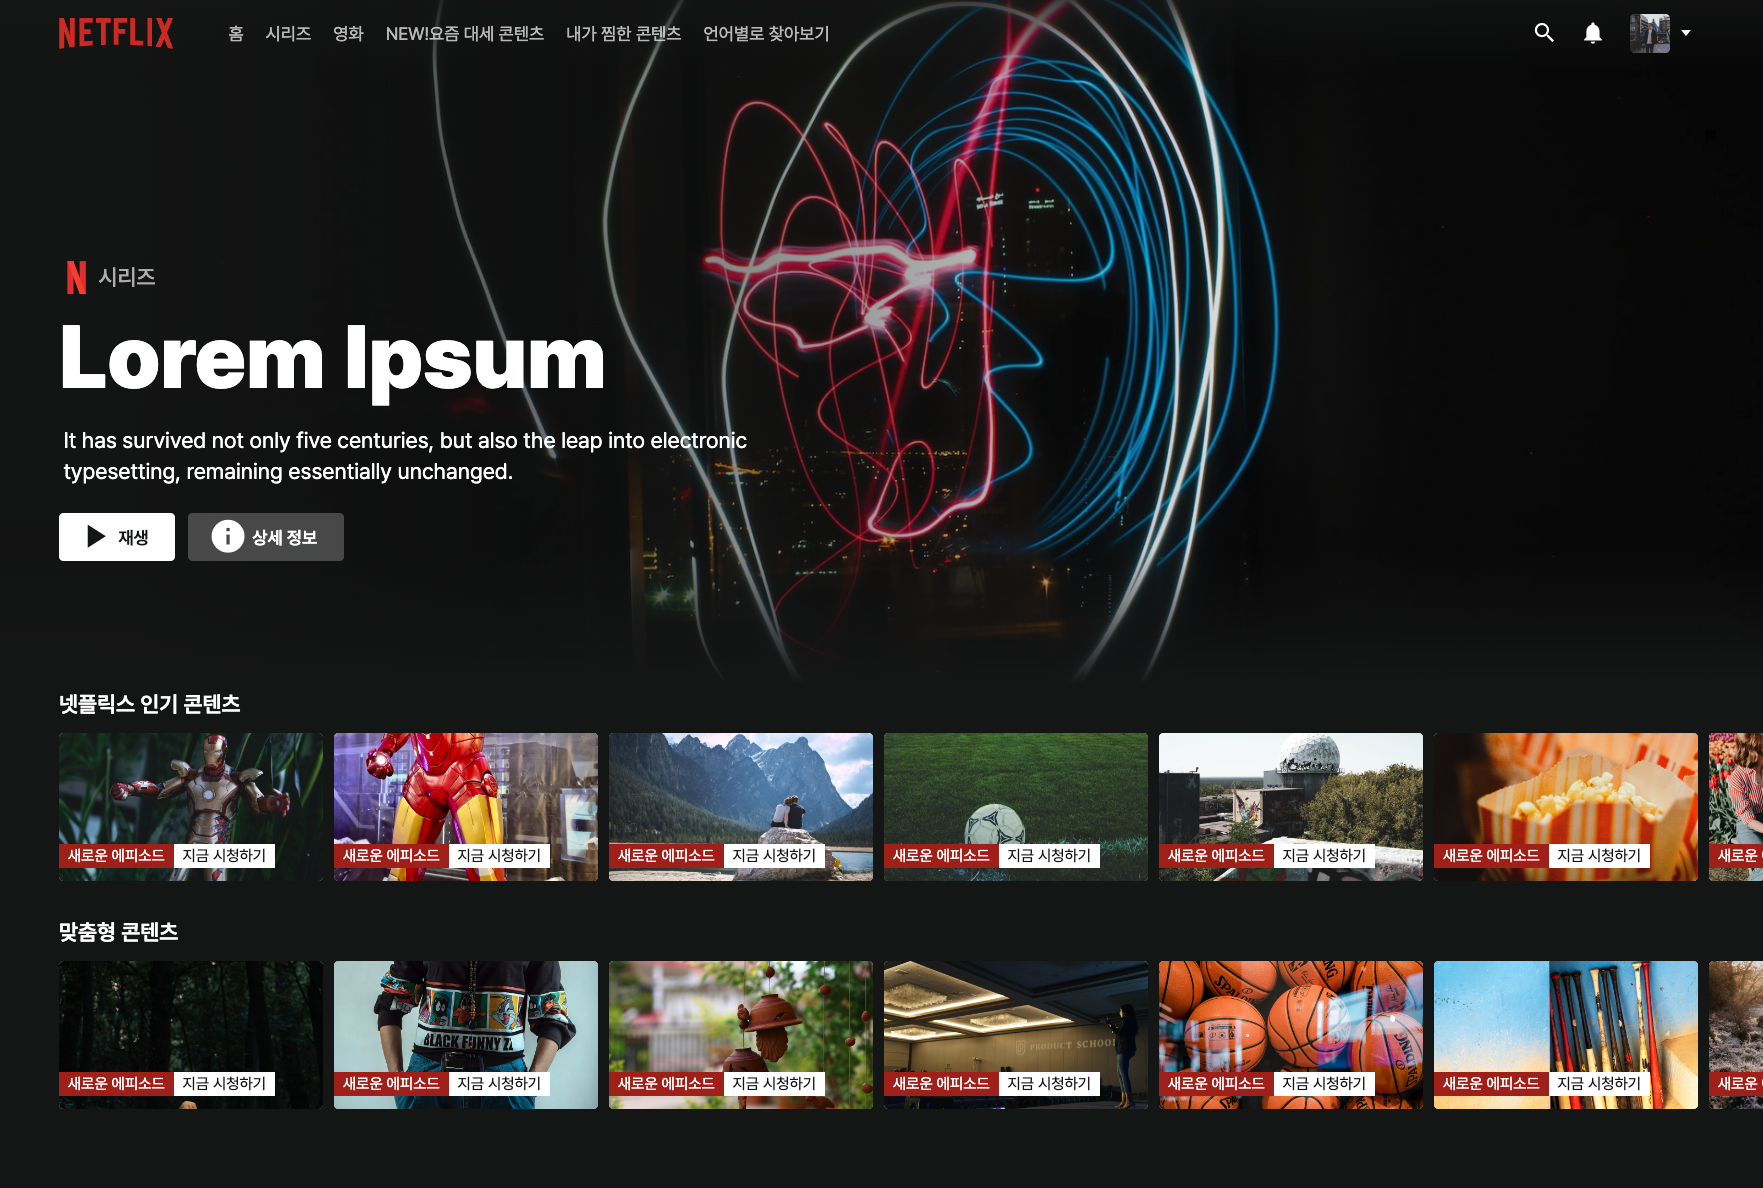 NETFLIX
홈 시리즈 영화 NEW!요즘 대세 콘텐츠 내가 찜한 콘텐츠 언어별로 찾아보기
N 시리즈
Lorem Ipsum
It has survived not only five centuries, but also the leap into electronic
typesetting, remaining essentially unchanged.
재생 상세 정보
넷플릭스 인기 콘텐츠
새로운 에피소드 지금 시청하기 새로운 에피소드 지금 시청하기 새로운 에피소드 지금 시청하기 새로운 에피소드 지금 시청하기 새로운 에피소드 지금 시청하기 새로운 에피소드 지금 시청하기 새로운
맞춤형 콘텐츠
BLACK FUNNY
PRODUCT SCHOOL
SPALDING
새로운 에피소드 지금 시청하기 새로운 에피소드 지금 시청하기 새로운 에피소드 지금 시청하기 새로운 에피소드 지금 시청하기 새로운 에피소드 지금 시청하기 새로운 에피소드 지금 시청하기 새로운